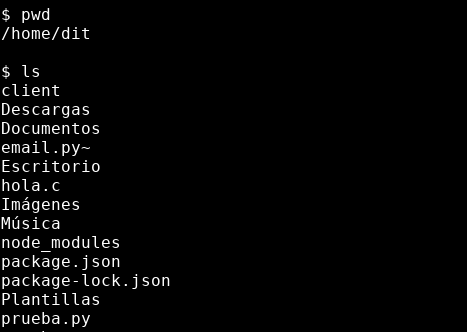 $ pwd
/home/dit
$ ls
client
Descargas
Documentos
email.py~
Escritorio
hola.c
Imágenes
Música
node_modules
package.json
package-lock.json
Plantillas
prueba.py